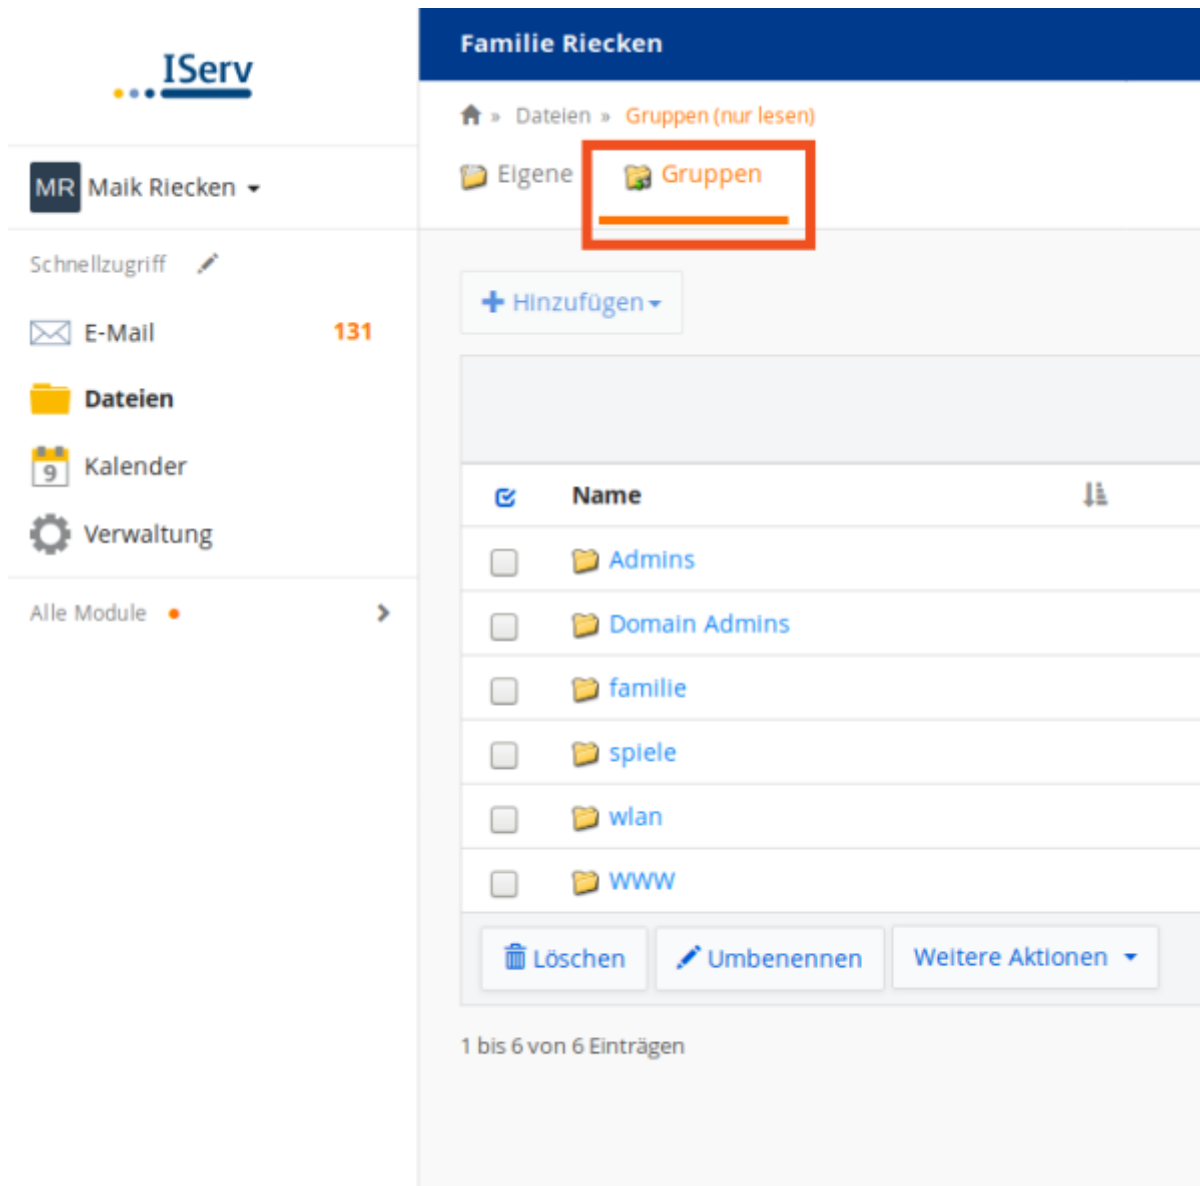 IServ
MR Maik Riecken
Schnellzugriff
E-Mail 131
Dateien
9 Kalender
Verwaltung
Alle Module
Familie Riecken
» Dateien » Gruppen (nur lesen)
Eigene Gruppen
Hinzufügen
Name
Admins
Domain Admins
familie
spiele
wlan
WWW
Löschen Umbenennen Weitere Aktionen
1 bis 6 von 6 Einträgen